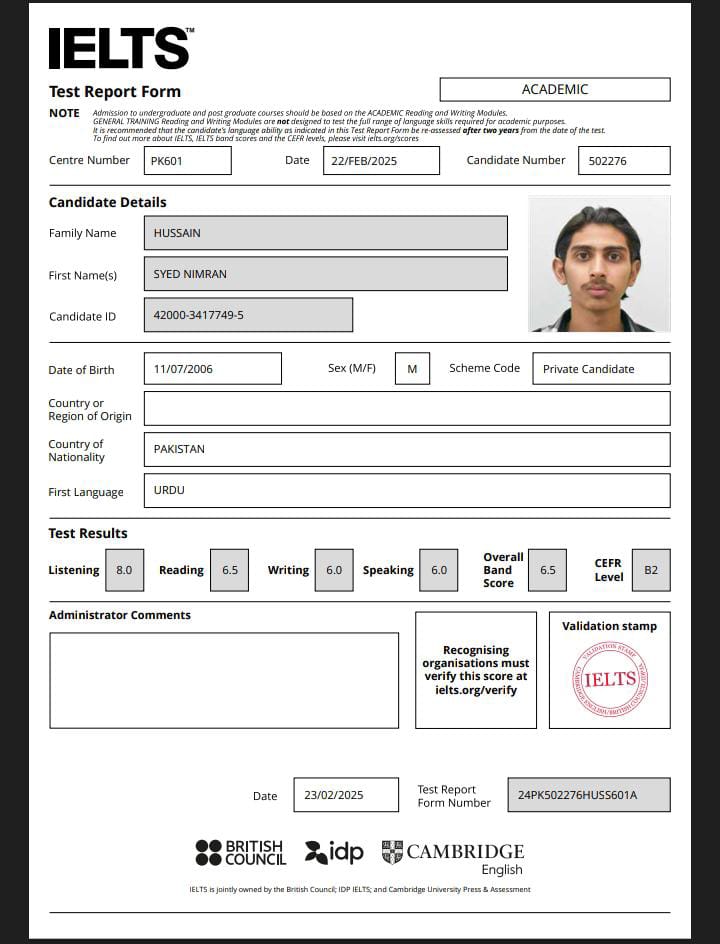 IELTS™
Test Report Form
ACADEMIC
NOTE Admission to undergraduate and post graduate courses should be based on the ACADEMIC Reading and Writing Modules.
GENERAL TRAINING Reading and Writing Modules are not designed to test the full range of language skills required for academic purposes.
It is recommended that the candidate's language ability as indicated in this Test Report Form be re-assessed after two years from the date of the test.
To find out more about IELTS, IELTS band scores and the CEFR levels, please visit ielts.org/scores
Centre Number PK601 Date 22/FEB/2025 Candidate Number 502276
Candidate Details
Family Name HUSSAIN
First Name(s) SYED NIMRAN
Candidate ID 42000-3417749-5
Date of Birth 11/07/2006 Sex (M/F) M Scheme Code Private Candidate
Country or
Region of Origin
Country of
Nationality PAKISTAN
First Language URDU
Test Results
Listening 8.0 Reading 6.5 Writing 6.0 Speaking 6.0 Overall
Band
Score 6.5 CEFR
Level B2
Administrator Comments
Recognising
organisations must
verify this score at
ielts.org/verify
Validation stamp
VALIDATION STAMP
IELTS
Date 23/02/2025 Test Report
Form Number 24PK502276HUSS601A
BRITISH
COUNCIL
idp
CAMBRIDGE
English
IELTS is jointly owned by the British Council; IDP IELTS; and Cambridge University Press & Assessment